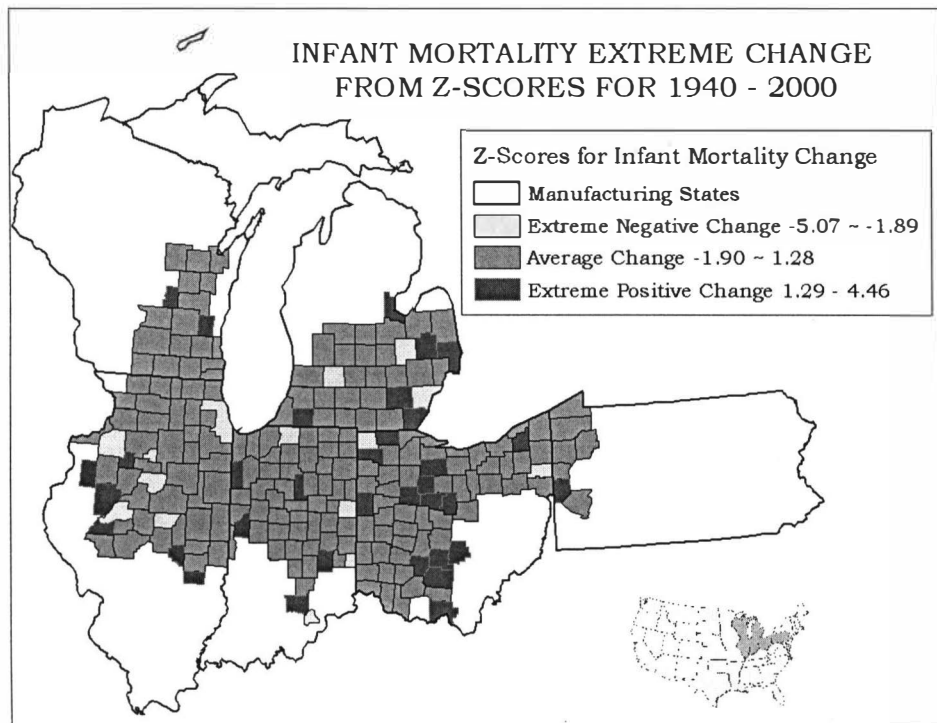 INFANT MORTALITY EXTREME CHANGE
FROM Z-SCORES FOR 1940 - 2000
Z-Scores for Infant Mortality Change
Manufacturing States
Extreme Negative Change -5.07 ~ -1.89
Average Change -1.90 ~ 1.28
Extreme Positive Change 1.29 - 4.46